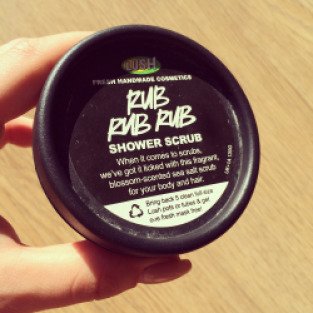 LUSH
FRESH HANDMADE COSMETICS
RUB
RUB RUB
SHOWER SCRUB
When it comes to scrubs,
we've got it licked with this fragrant,
blossom-scented sea salt scrub
for your body and hair.
Bring back 5 clean full-size
Lush pots or tubes & get
one fresh mask free!